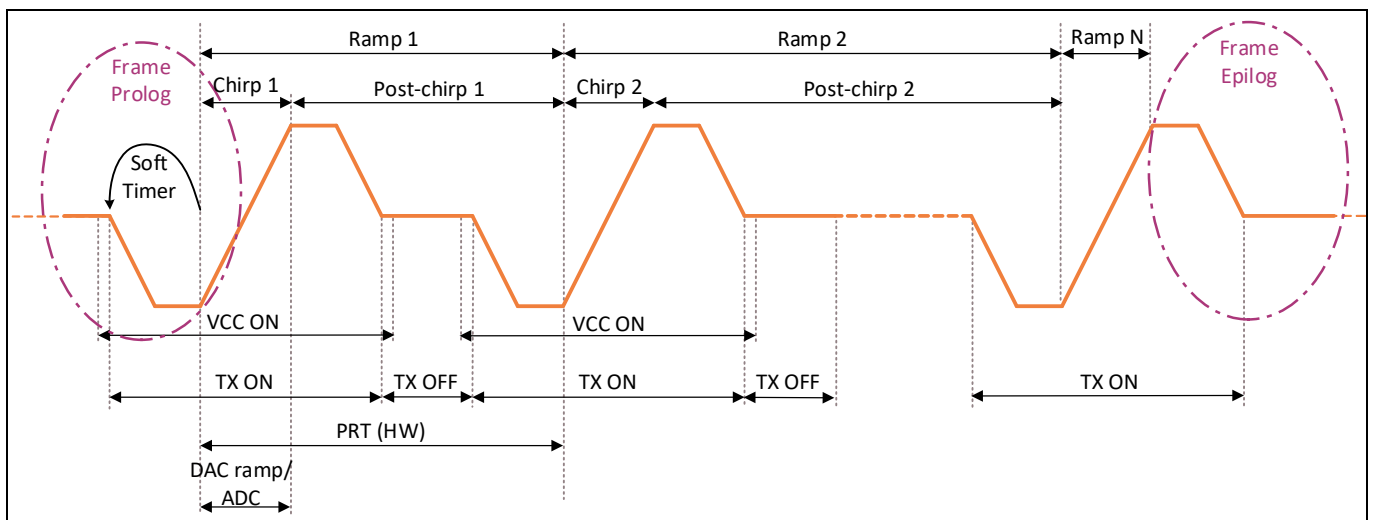 Ramp 1
Ramp 2
Ramp N
Frame
Prolog
Frame
Epilog
Chirp 1
Post-chirp 1
Chirp 2
Post-chirp 2
Soft
Timer
VCC ON
VCC ON
TX ON
TX OFF
TX ON
TX OFF
TX ON
PRT (HW)
DAC ramp/
ADC